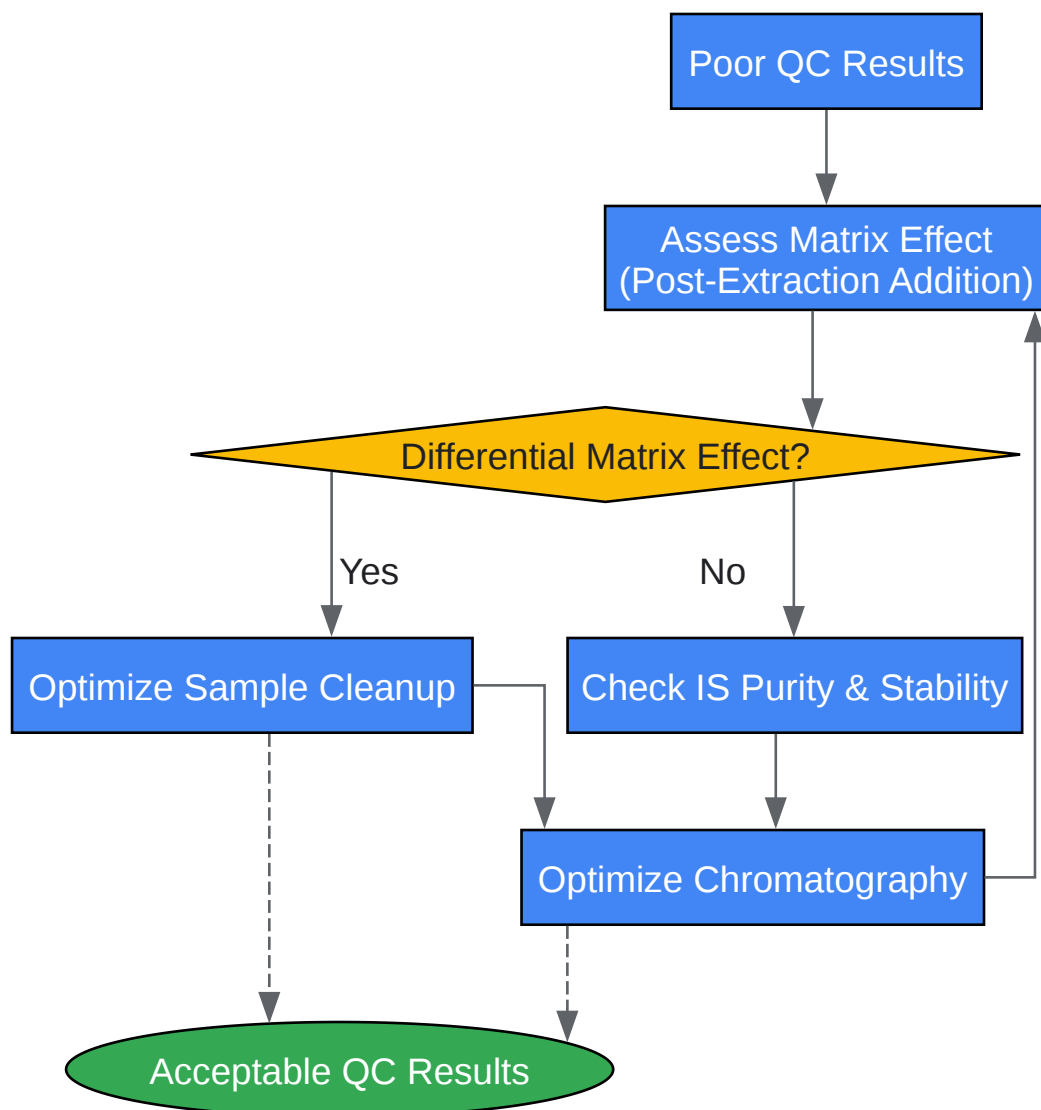 Poor QC Results
Assess Matrix Effect
(Post-Extraction Addition)
Differential Matrix Effect?
Yes
No
Optimize Sample Cleanup
Check IS Purity & Stability
Optimize Chromatography
Acceptable QC Results